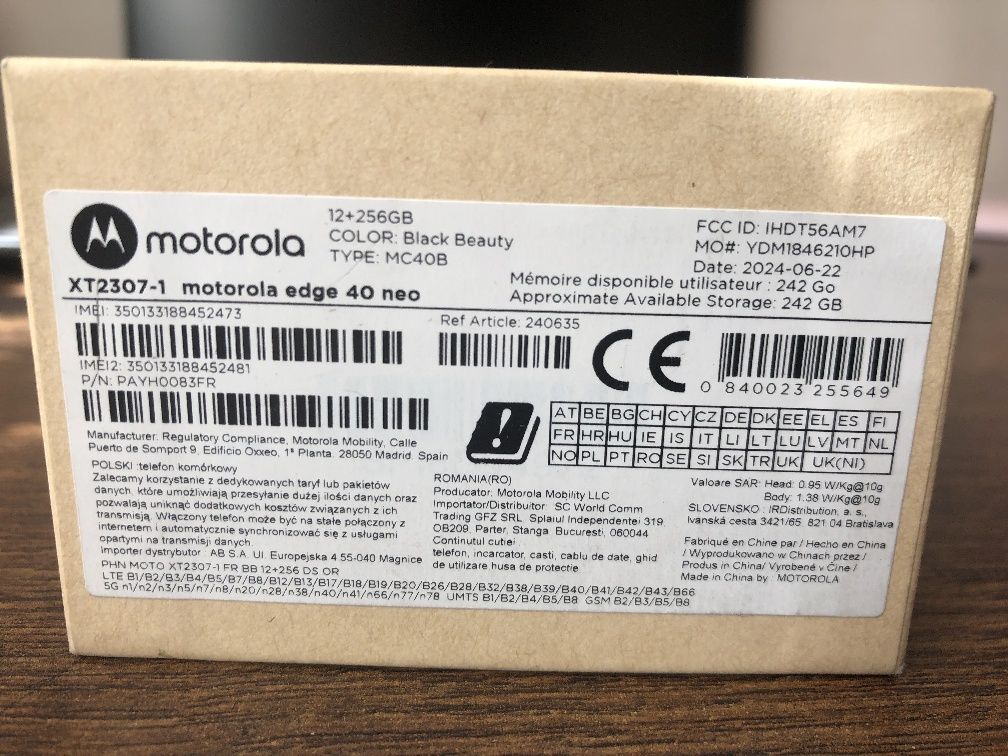 motorola
12+256GB
COLOR: Black Beauty
TYPE: MC40B
FCC ID: IHDT56AM7
MO#: YDM1846210HP
Date: 2024-06-22
XT2307-1 motorola edge 40 neo
Mémoire disponible utilisateur : 242 Go
Approximate Available Storage: 242 GB
IMEI: 350133188452473
IMEI2: 350133188452481
P/N: PAYH0083FR
Ref Article: 240635
CE
0 840023 255649
AT BE BG CH CY CZ DE DK EE EL ES FI
FR HR HU IE IS IT LI LT LU LV MT NL
NO PL PT RO SE SI SK TR UK UK(NI)
Manufacturer: Regulatory Compliance, Motorola Mobility, Calle
Puerto de Somport 9, Edificio Oxxeo, 1ª Planta. 28050 Madrid. Spain
POLSKI :telefon komórkowy
Zalecamy korzystanie z dedykowanych taryf lub pakietów
danych, które umożliwiają przesyłanie dużej ilości danych oraz
pozwalają uniknąć dodatkowych kosztów związanych z ich
transmisją. Włączony telefon może być na stałe połączony z
internetem i automatycznie synchronizować się z usługami
opartymi na transmisji danych.
Importer dystrybutor : AB S.A. Ul. Europejska 4 55-040 Magnice
ROMANIA(RO)
Producator: Motorola Mobility LLC
Importator/Distribuitor: SC World Comm
Trading GFZ SRL. Splaiul Independentei 319.
OB209. Parter, Stanga. Bucuresti, 060044
Continutul cutiei :
telefon, incarcator, casti, cablu de date, ghid
de utilizare husa de protectie
Valoare SAR: Head: 0.95 W/Kg@10g
Body: 1.38 W/Kg@10g
SLOVENSKO : IRDistribution, a. s.,
Ivanská cesta 3421/65 821 04 Bratislava
Fabriqué en Chine par / Hecho en China
/ Wyprodukowano w Chinach przez /
Produs in China/ Vyrobené v Číne /
Made in China by : MOTOROLA
PHN MOTO XT2307-1 FR BB 12+256 DS OR
LTE B1/B2/B3/B4/B5/B7/B8/B12/B13/B17/B18/B19/B20/B26/B28/B32/B38/B39/B40/B41/B42/B43/B66
5G n1/n2/n3/n5/n7/n8/n20/n28/n38/n40/n41/n66/n77/n78 UMTS B1/B2/B4/B5/B8 GSM B2/B3/B5/B8